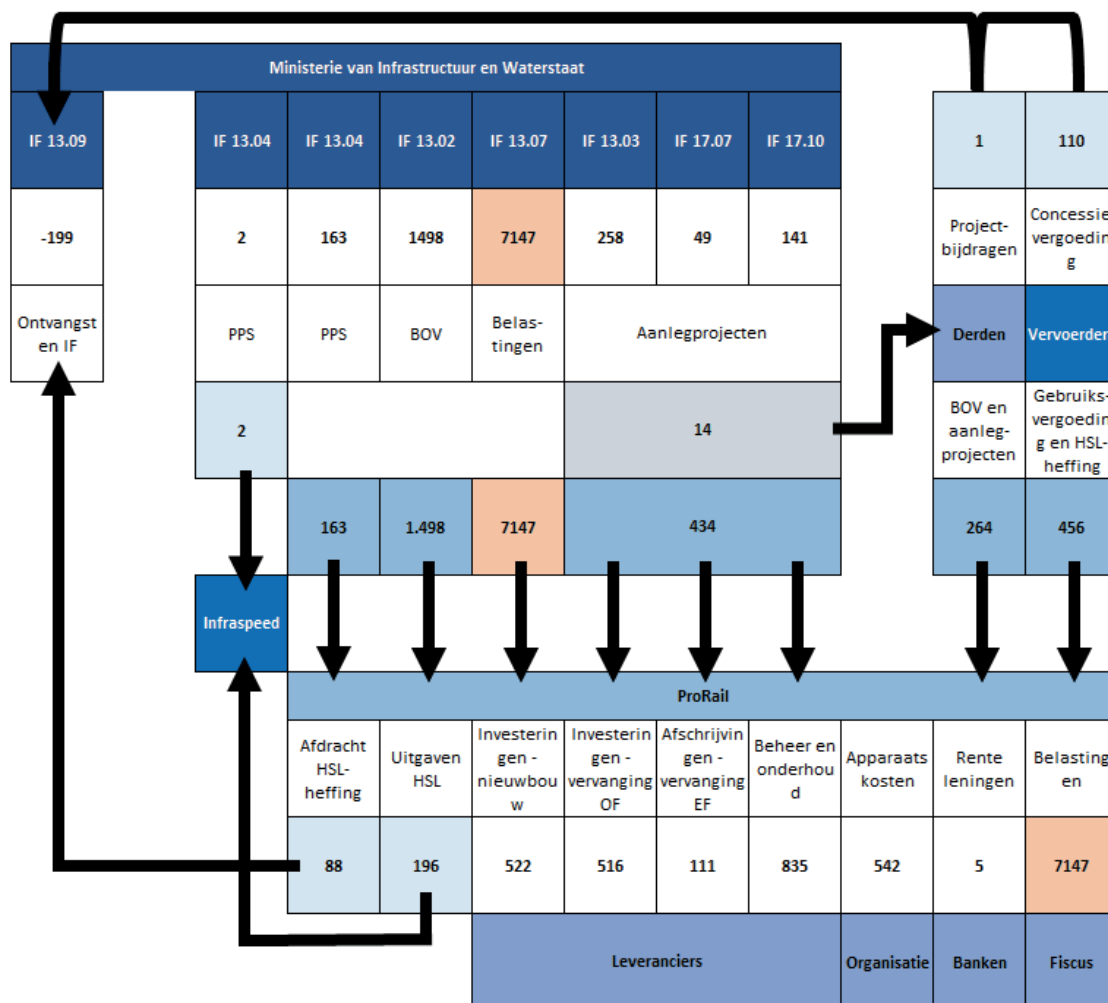 Ministerie van Infrastructuur en Waterstaat
IF 13.09 IF 13.04 IF 13.04 IF 13.02 IF 13.07 IF 13.03 IF 17.07 IF 17.10 1 110
-199 2 163 1498 7147 258 49 141
Project-
bijdragen
Concessie
vergoedin
g
Ontvangst
en IF
PPS PPS BOV
Belas-
tingen
Aanlegprojecten
Derden Vervoerder
2 14
BOV en
aanleg-
projecten
Gebruiks-
vergoedin
g en HSL-
heffing
163 1.498 7147 434 264 456
Infraspeed
ProRail
Afdracht
HSL-
heffing
Uitgaven
HSL
Investerin
gen -
nieuwbou
w
Investerin
gen -
vervanging
OF
Afschrijvin
gen -
vervanging
EF
Beheer en
onderhou
d
Apparaats
kosten
Rente
leningen
Belasting
en
88 196 522 516 111 835 542 5 7147
Leveranciers Organisatie Banken Fiscus